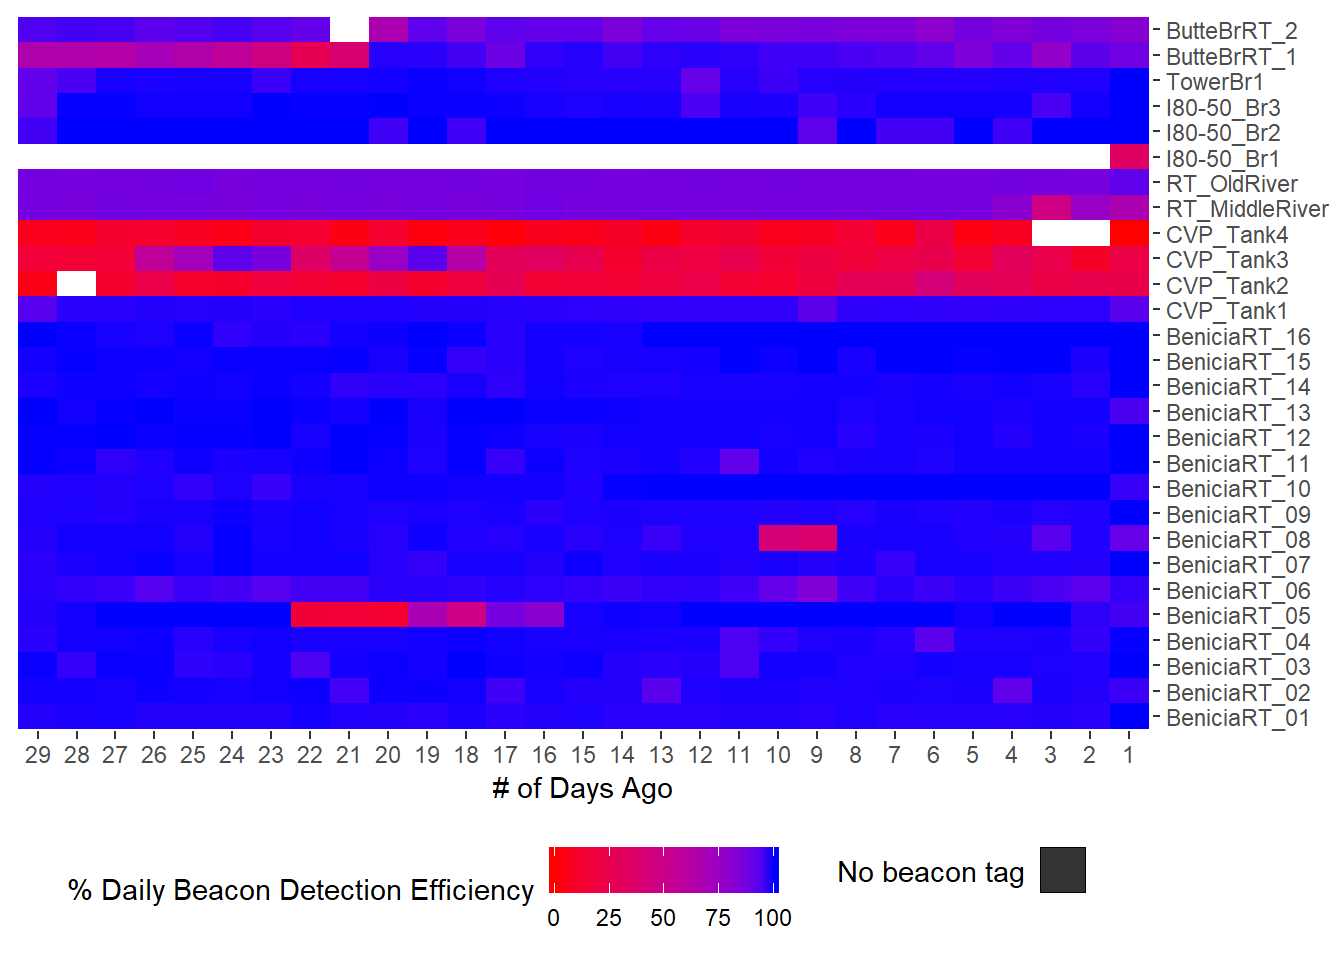 ButteBrRT_2
ButteBrRT_1
TowerBr1
I80-50_Br3
I80-50_Br2
I80-50_Br1
RT_OldRiver
RT_MiddleRiver
CVP_Tank4
CVP_Tank3
CVP_Tank2
CVP_Tank1
BeniciaRT_16
BeniciaRT_15
BeniciaRT_14
BeniciaRT_13
BeniciaRT_12
BeniciaRT_11
BeniciaRT_10
BeniciaRT_09
BeniciaRT_08
BeniciaRT_07
BeniciaRT_06
BeniciaRT_05
BeniciaRT_04
BeniciaRT_03
BeniciaRT_02
BeniciaRT_01
29 28 27 26 25 24 23 22 21 20 19 18 17 16 15 14 13 12 11 10 9 8 7 6 5 4 3 2 1
# of Days Ago
% Daily Beacon Detection Efficiency
0 25 50 75 100
No beacon tag